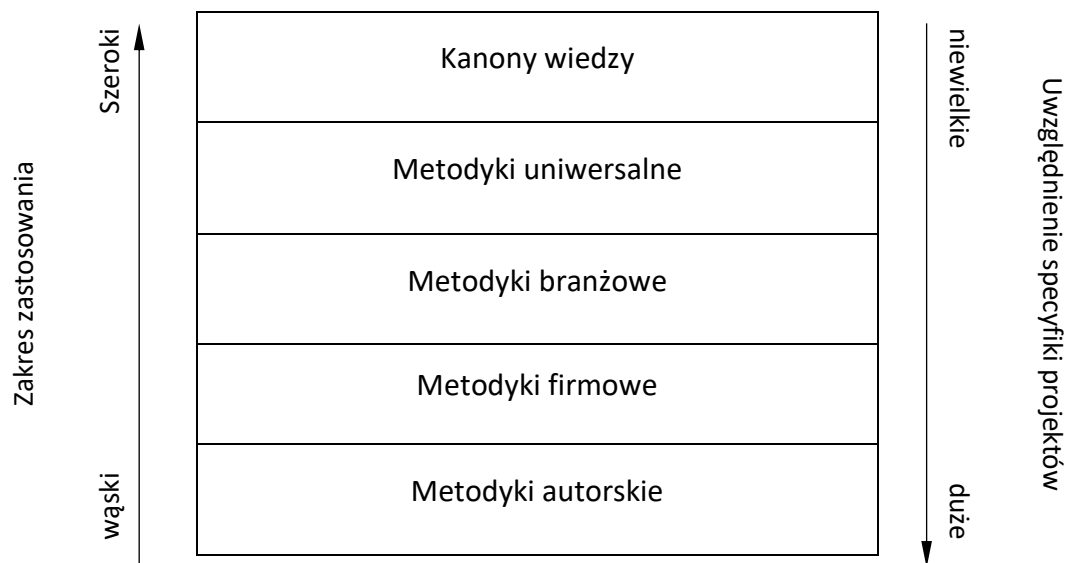 Zakres zastosowania
Szeroki
wąski
Kanony wiedzy
Metodyki uniwersalne
Metodyki branżowe
Metodyki firmowe
Metodyki autorskie
niewielkie
duże
Uwzględnienie specyfiki projektów